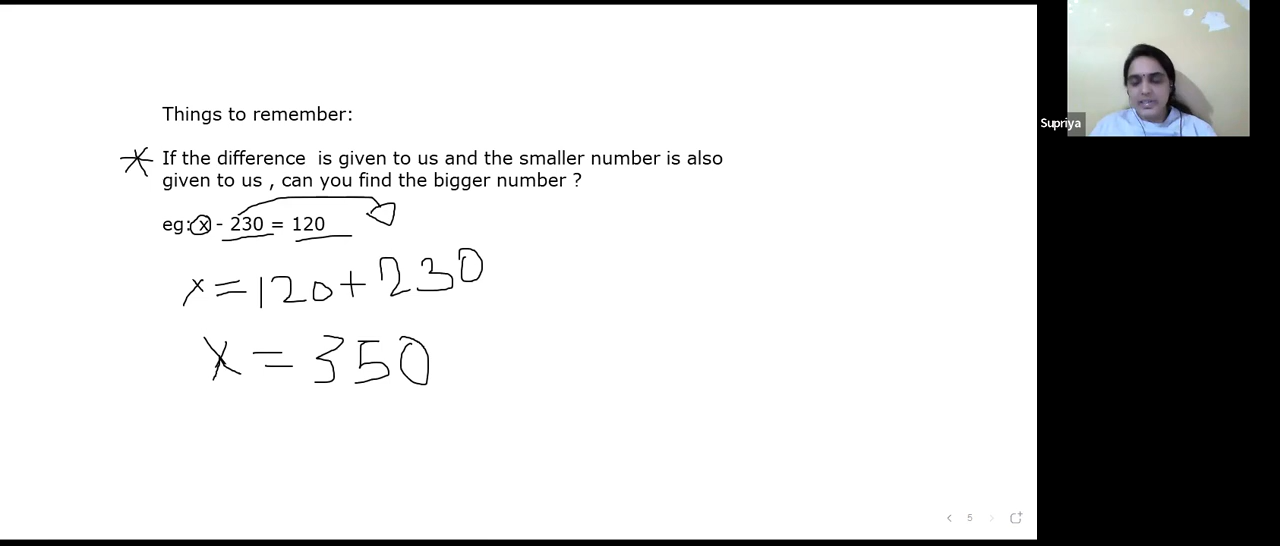 Things to remember:
If the difference is given to us and the smaller number is also
given to us , can you find the bigger number ?
eg: x - 230 = 120
x = 120 + 230
x = 350
5
Supriya